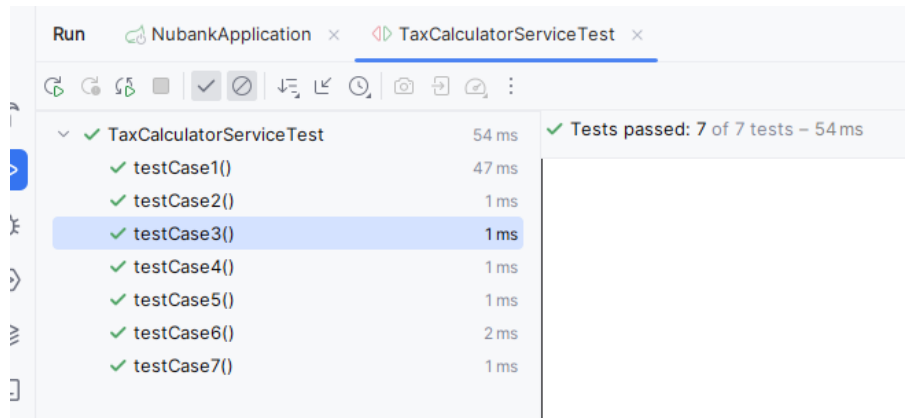 Run NubankApplication × TaxCalculatorServiceTest ×
TaxCalculatorServiceTest 54 ms
Tests passed: 7 of 7 tests – 54 ms
testCase1() 47 ms
testCase2() 1 ms
testCase3() 1 ms
testCase4() 1 ms
testCase5() 1 ms
testCase6() 2 ms
testCase7() 1 ms